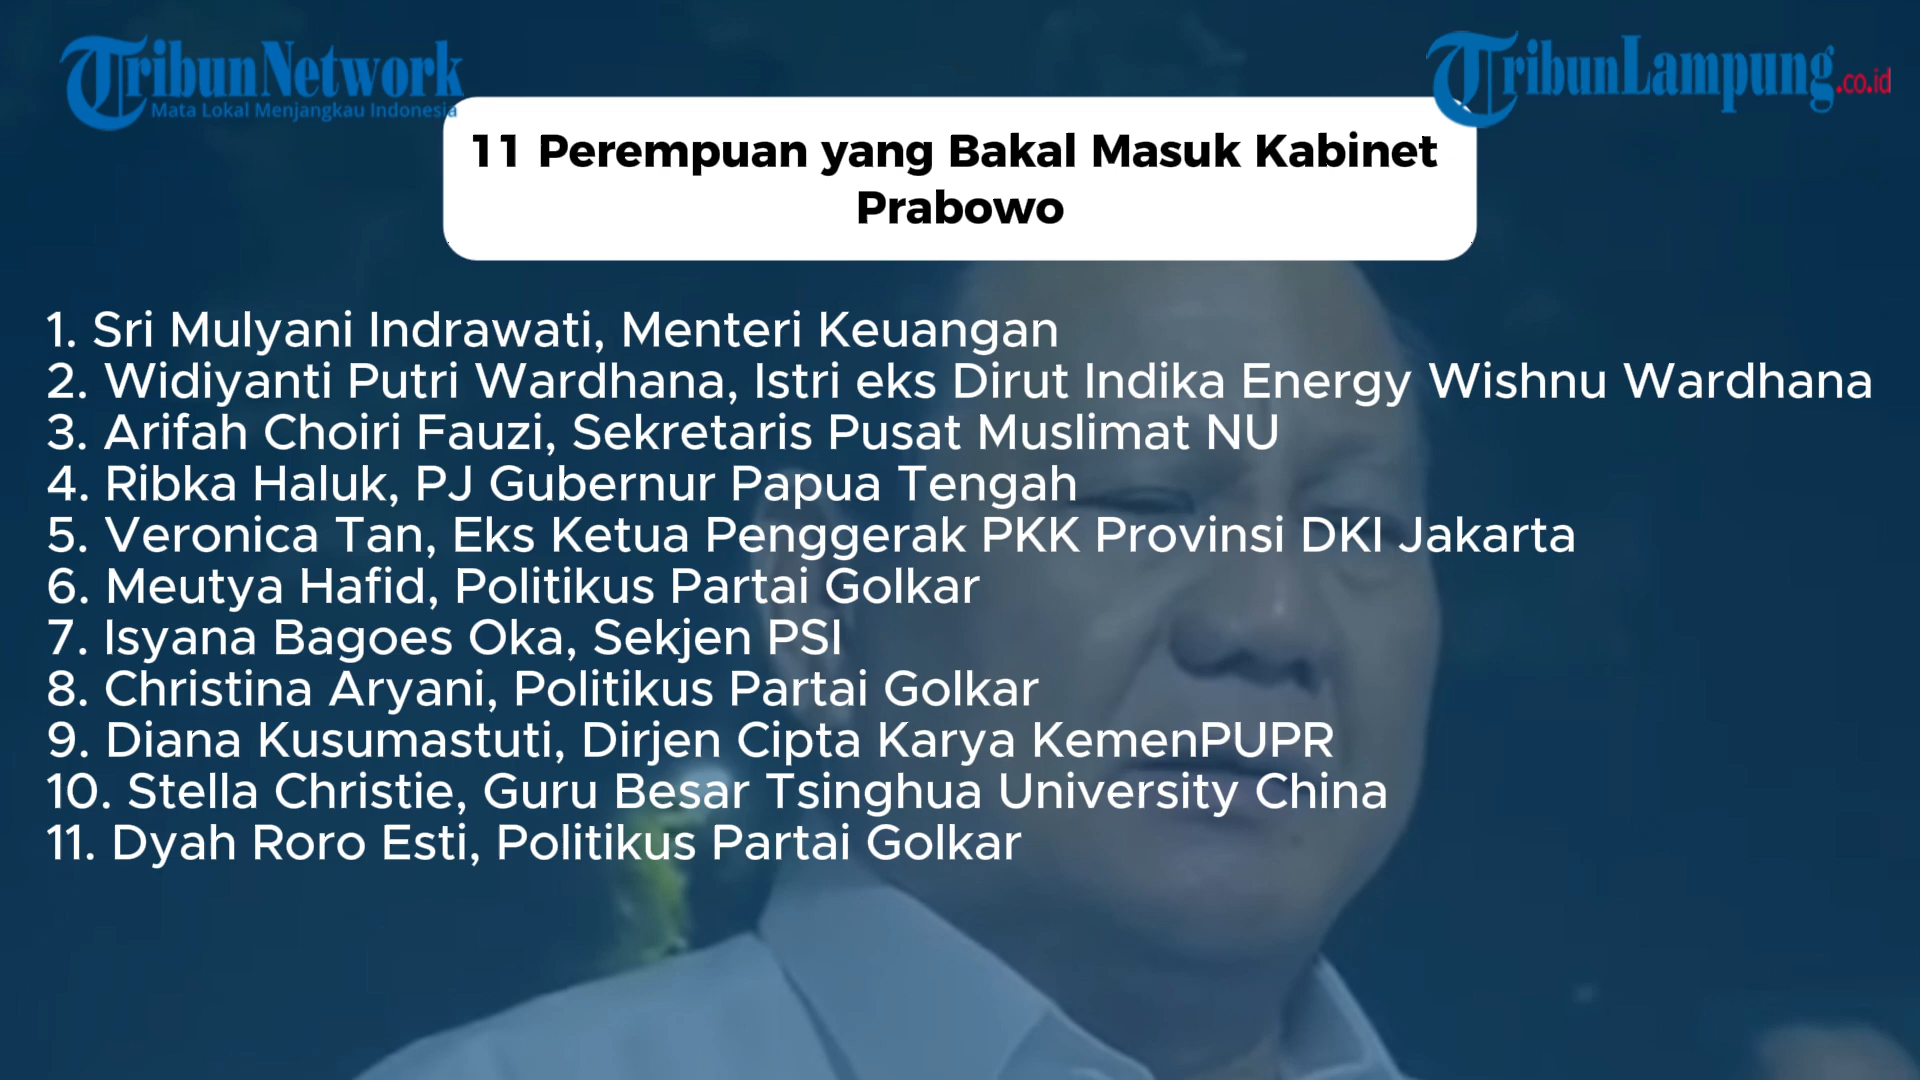 TribunNetwork
Mata Lokal Menjangkau Indonesia
TribunLampung.co.id
11 Perempuan yang Bakal Masuk Kabinet
Prabowo
1. Sri Mulyani Indrawati, Menteri Keuangan
2. Widiyanti Putri Wardhana, Istri eks Dirut Indika Energy Wishnu Wardhana
3. Arifah Choiri Fauzi, Sekretaris Pusat Muslimat NU
4. Ribka Haluk, PJ Gubernur Papua Tengah
5. Veronica Tan, Eks Ketua Penggerak PKK Provinsi DKI Jakarta
6. Meutya Hafid, Politikus Partai Golkar
7. Isyana Bagoes Oka, Sekjen PSI
8. Christina Aryani, Politikus Partai Golkar
9. Diana Kusumastuti, Dirjen Cipta Karya KemenPUPR
10. Stella Christie, Guru Besar Tsinghua University China
11. Dyah Roro Esti, Politikus Partai Golkar